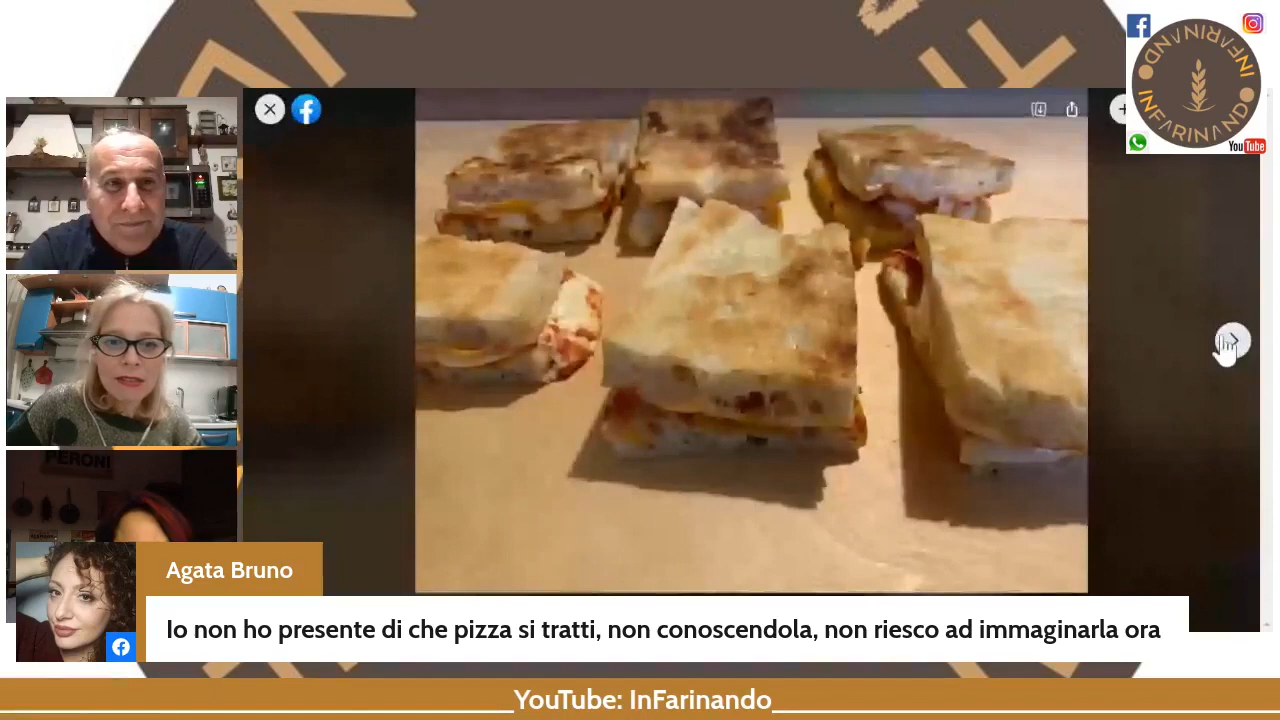 INFARINANDO
INFARINANDO
YouTube
PERONI
Agata Bruno
Io non ho presente di che pizza si tratti, non conoscendola, non riesco ad immaginarla ora
YouTube: InFarinando